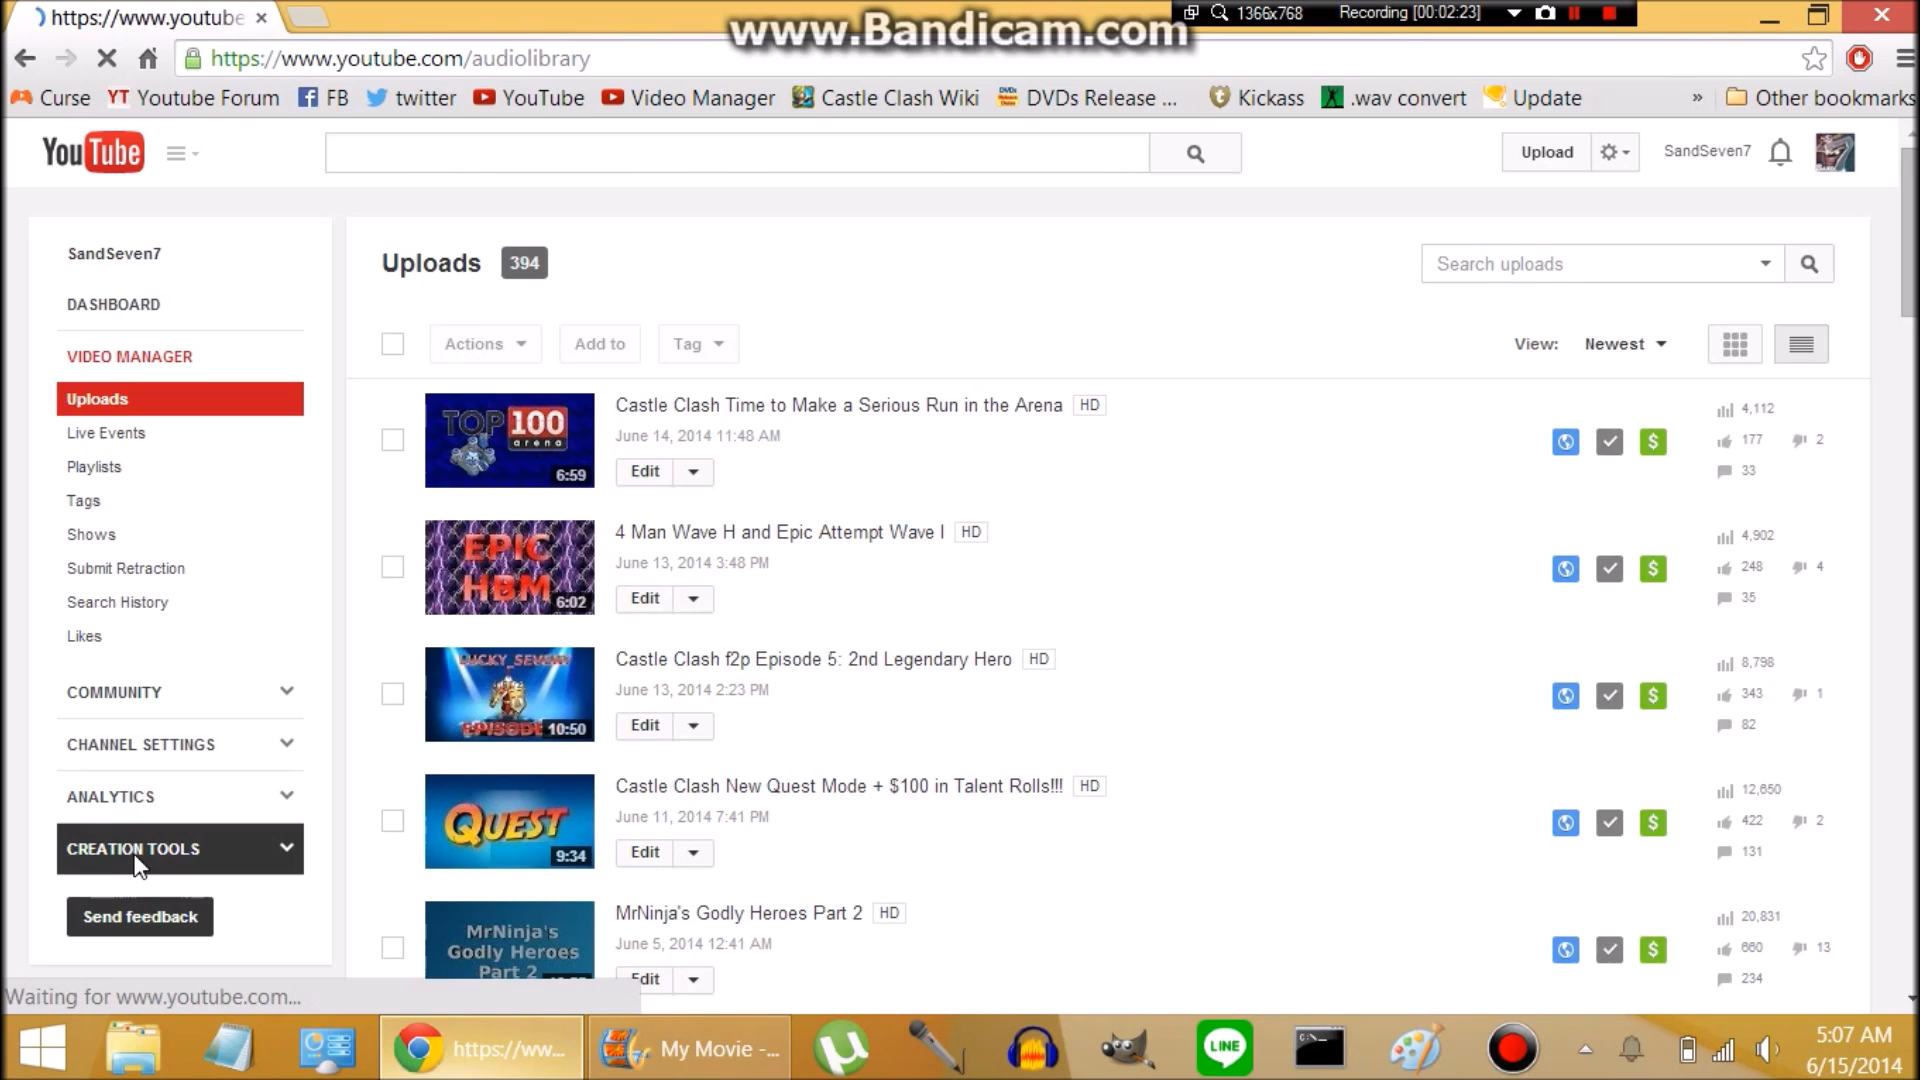 https://www.youtube
www.Bandicam.com
1366x768
Recording [00:02:23]
https://www.youtube.com/audiolibrary
Curse
YT Youtube Forum
FB
twitter
YouTube
Video Manager
Castle Clash Wiki
DVDs Release ...
Kickass
.wav convert
Update
»
Other bookmarks
YouTube
Upload
SandSeven7
SandSeven7
DASHBOARD
VIDEO MANAGER
Uploads
Live Events
Playlists
Tags
Shows
Submit Retraction
Search History
Likes
COMMUNITY
CHANNEL SETTINGS
ANALYTICS
CREATION TOOLS
Send feedback
Uploads 394
Search uploads
Actions
Add to
Tag
View: Newest
TOP 100
arena
6:59
Castle Clash Time to Make a Serious Run in the Arena HD
June 14, 2014 11:48 AM
Edit
4,112
177 2
33
EPIC
HBM
6:02
4 Man Wave H and Epic Attempt Wave I HD
June 13, 2014 3:48 PM
Edit
4,902
248 4
35
10:50
Castle Clash f2p Episode 5: 2nd Legendary Hero HD
June 13, 2014 2:23 PM
Edit
8,798
343 1
82
QUEST
9:34
Castle Clash New Quest Mode + $100 in Talent Rolls!!! HD
June 11, 2014 7:41 PM
Edit
12,650
422 2
131
MrNinja's
Godly Heroes
Part 2
MrNinja's Godly Heroes Part 2 HD
June 5, 2014 12:41 AM
Edit
20,831
660 13
234
Waiting for www.youtube.com...
https://ww...
My Movie -...
LINE
5:07 AM
6/15/2014